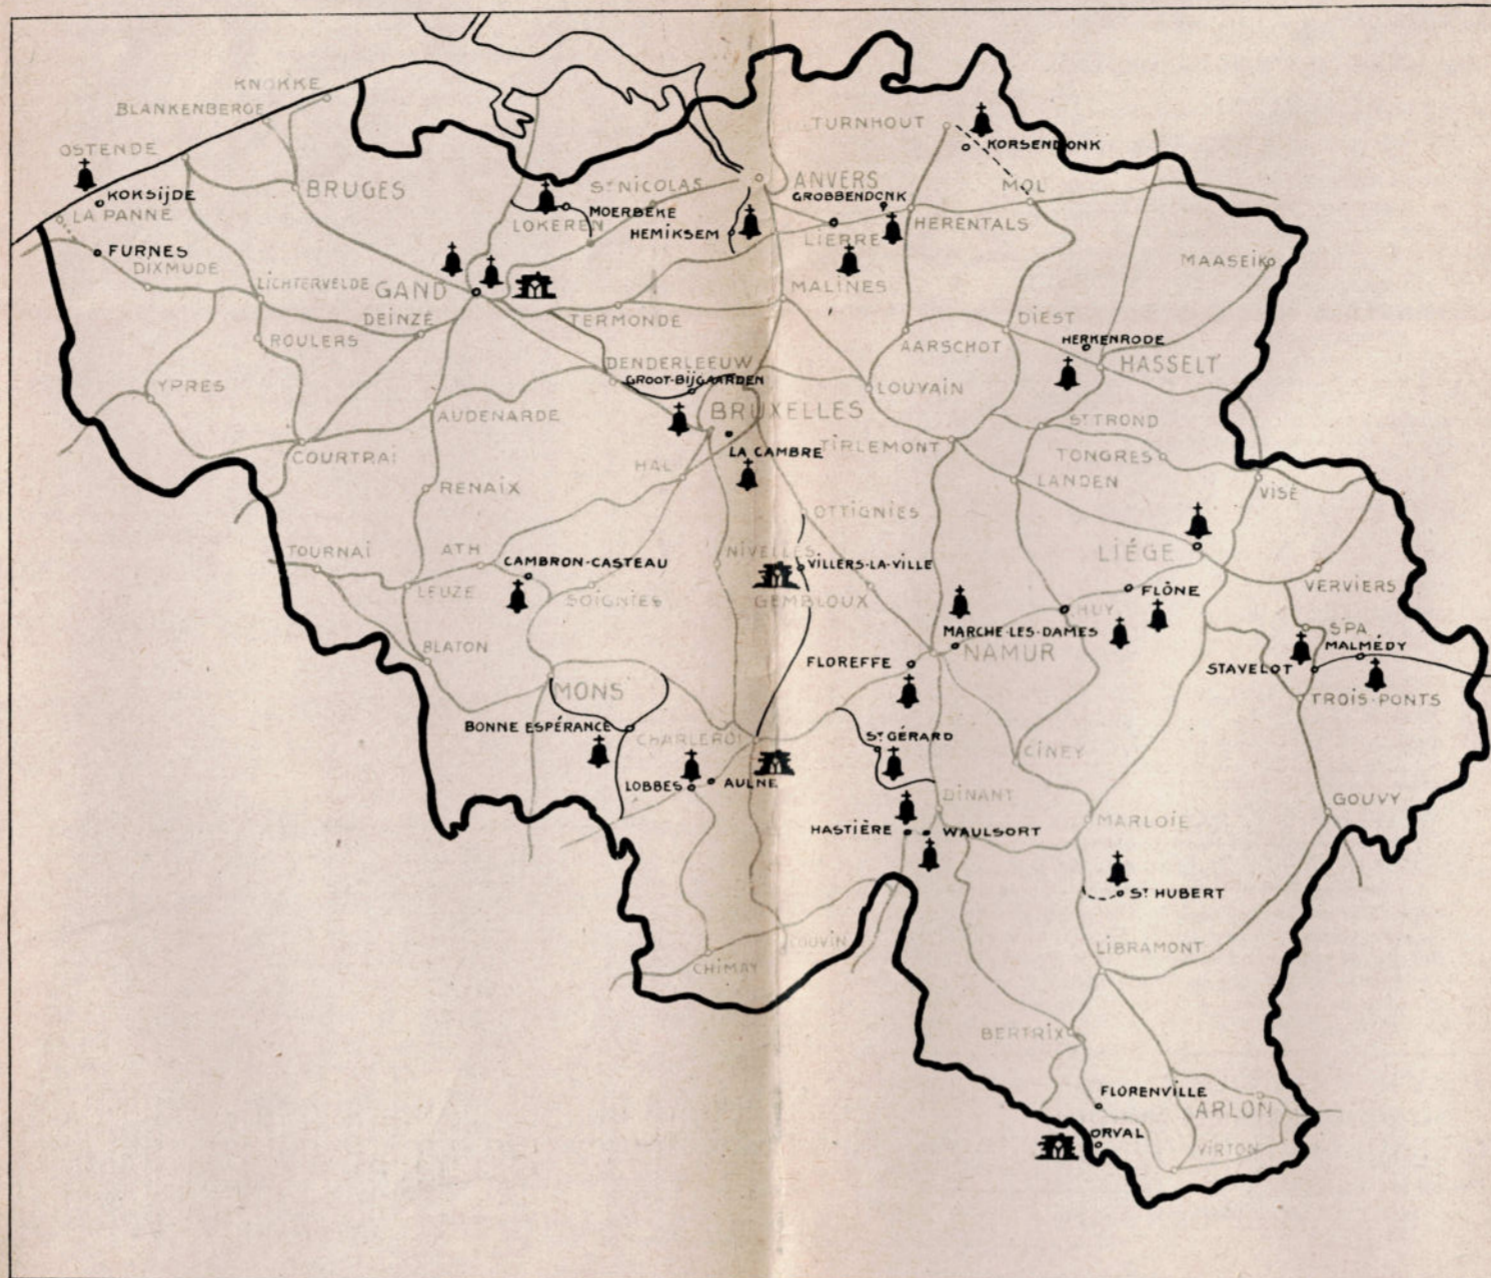 KNOKKE
BLANKENBERGE
OSTENDE
KOKSIJDE
LA PANNE
BRUGES
FURNES
DIXMUDE
LICHTERVELDE
GAND
DEINZE
ROULERS
YPRES
COURTRAI
AUDENARDE
RENAIX
TOURNAI
ATH
LEUZE
BLATON
ST NICOLAS
MOERBEKE
LOKEREN
HEMIKSEM
TERMONDE
DENDERLEEUW
GROOT-BIJGAARDEN
BRUXELLES
LA CAMBRE
HAL
TURNHOUT
KORSENDONK
ANVERS
GROBBENDONK
MOL
LIERRE
HERENTALS
MALINES
MAASEIK
DIEST
AARSCHOT
HERKENRODE
HASSELT
LOUVAIN
ST TROND
TIRLEMONT
TONGRES
LANDEN
VISÉ
OTTIGNIES
NIVELLES
VILLERS-LA-VILLE
GEMBLOUX
CAMBRON-CASTEAU
SOIGNIES
LIÉGE
FLÔNE
VERVIERS
HUY
MARCHE-LES-DAMES
NAMUR
FLOREFFE
SPA
MALMÉDY
STAVELOT
TROIS-PONTS
MONS
BONNE ESPÉRANCE
CHARLEROI
LOBBES
AULNE
ST GÉRARD
CINEY
DINANT
HASTIÈRE
WAULSORT
MARLOIE
GOUVY
ST HUBERT
COUVIN
CHIMAY
LIBRAMONT
BERTRIX
FLORENVILLE
ARLON
ORVAL
VIRTON